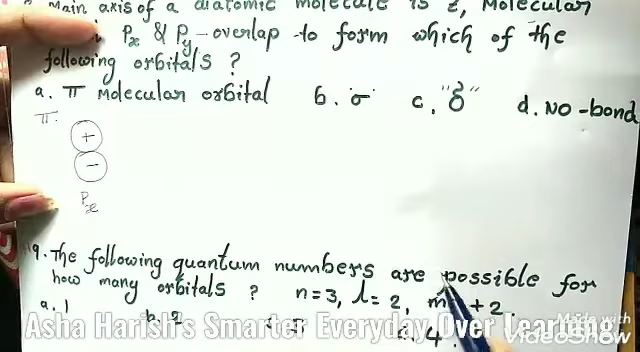 Main axis of a diatomic molecule is z, Molecular
Px & Py - overlap to form which of the
following orbitals ?
a. π Molecular orbital b. σ c. "δ" d. NO - bond
π:
+
−
Px
9. The following quantum numbers are possible for
how many orbitals ? n = 3, l = 2, m + 2.
a. 1 b. 2 4.
Asha Harish's Smarter Everyday Over Learning
Made with
VideoShow